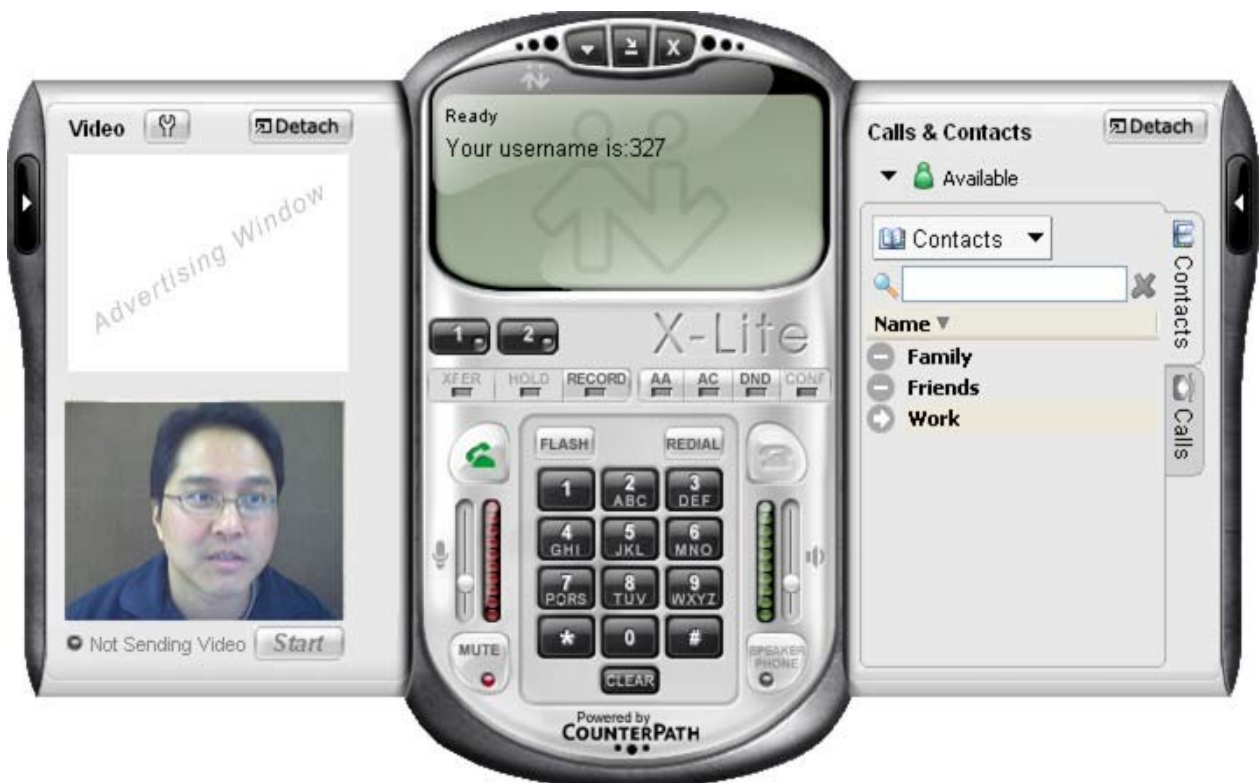 Video
Detach
Advertising Window
Not Sending Video Start
Ready
Your username is:327
X-Lite
1 2
XFER HOLD RECORD AA AC DND CONF
FLASH REDIAL
1 2 3
ABC DEF
4 5 6
GHI JKL MNO
7 8 9
PQRS TUV WXYZ
* 0 #
MUTE
SPEAKER
PHONE
CLEAR
Powered by
COUNTERPATH
Calls & Contacts
Detach
Available
Contacts
Name
Family
Friends
Work
Contacts
Calls
X